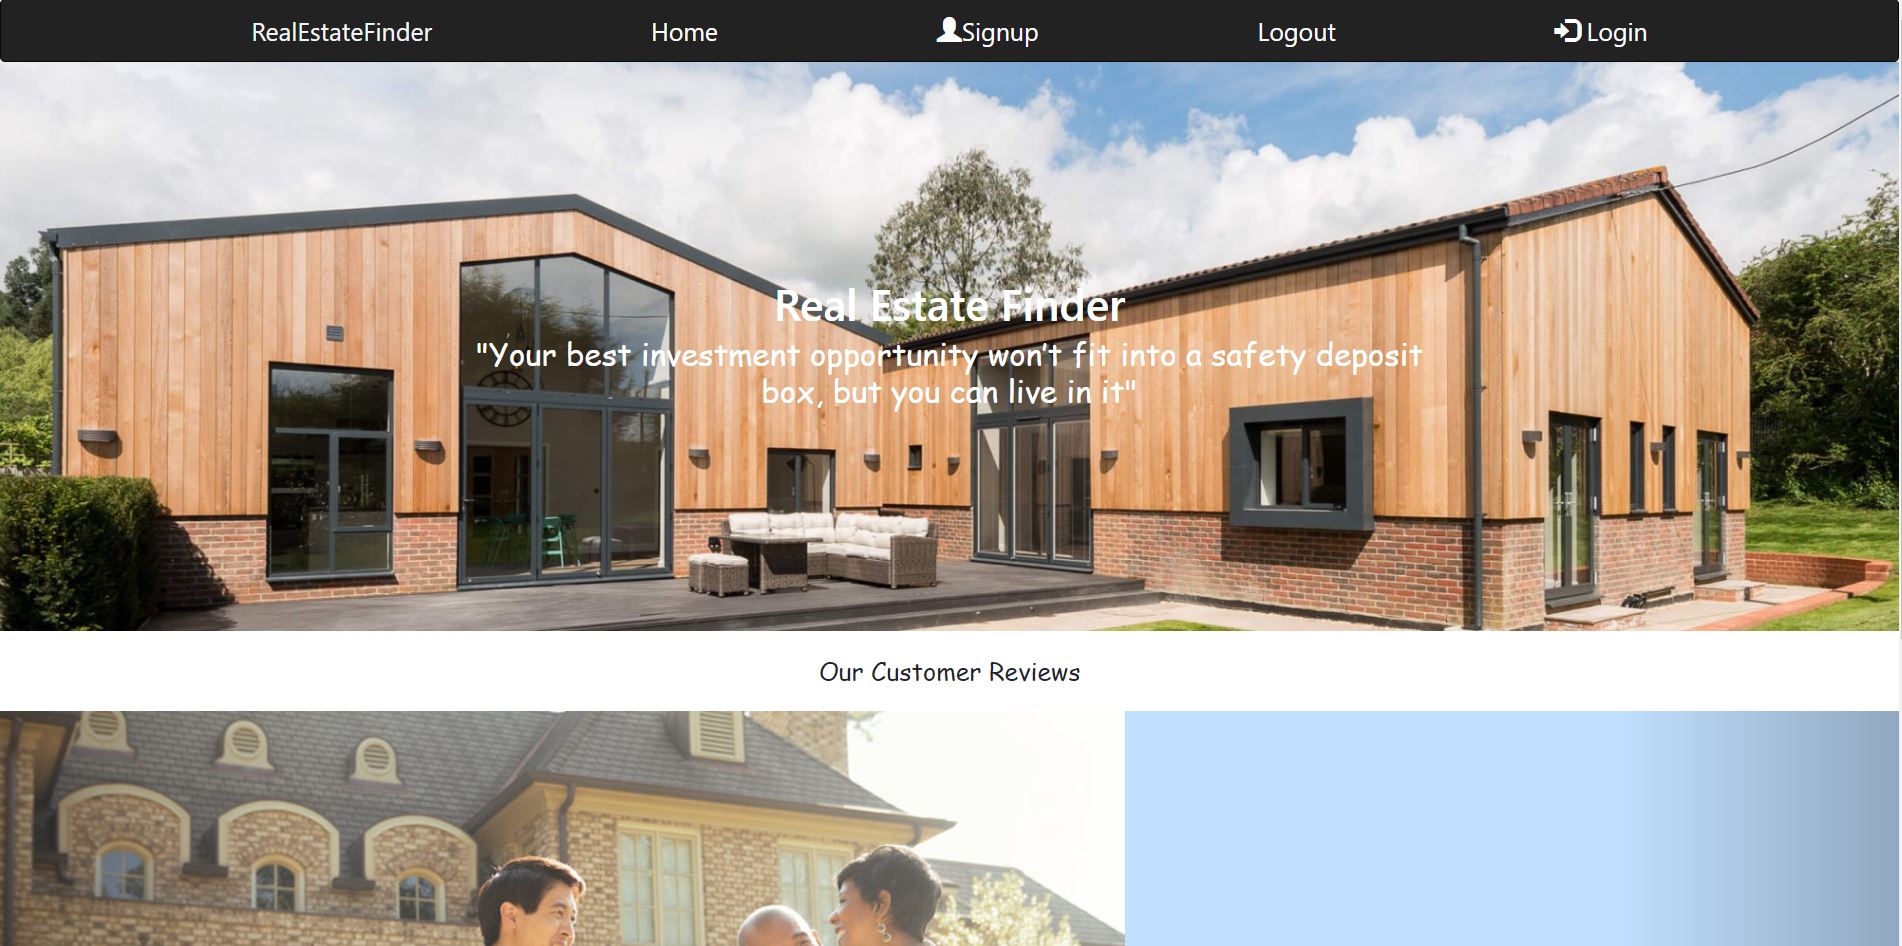 RealEstateFinder Home Signup Logout Login
Real Estate Finder
"Your best investment opportunity won't fit into a safety deposit
box, but you can live in it"
Our Customer Reviews